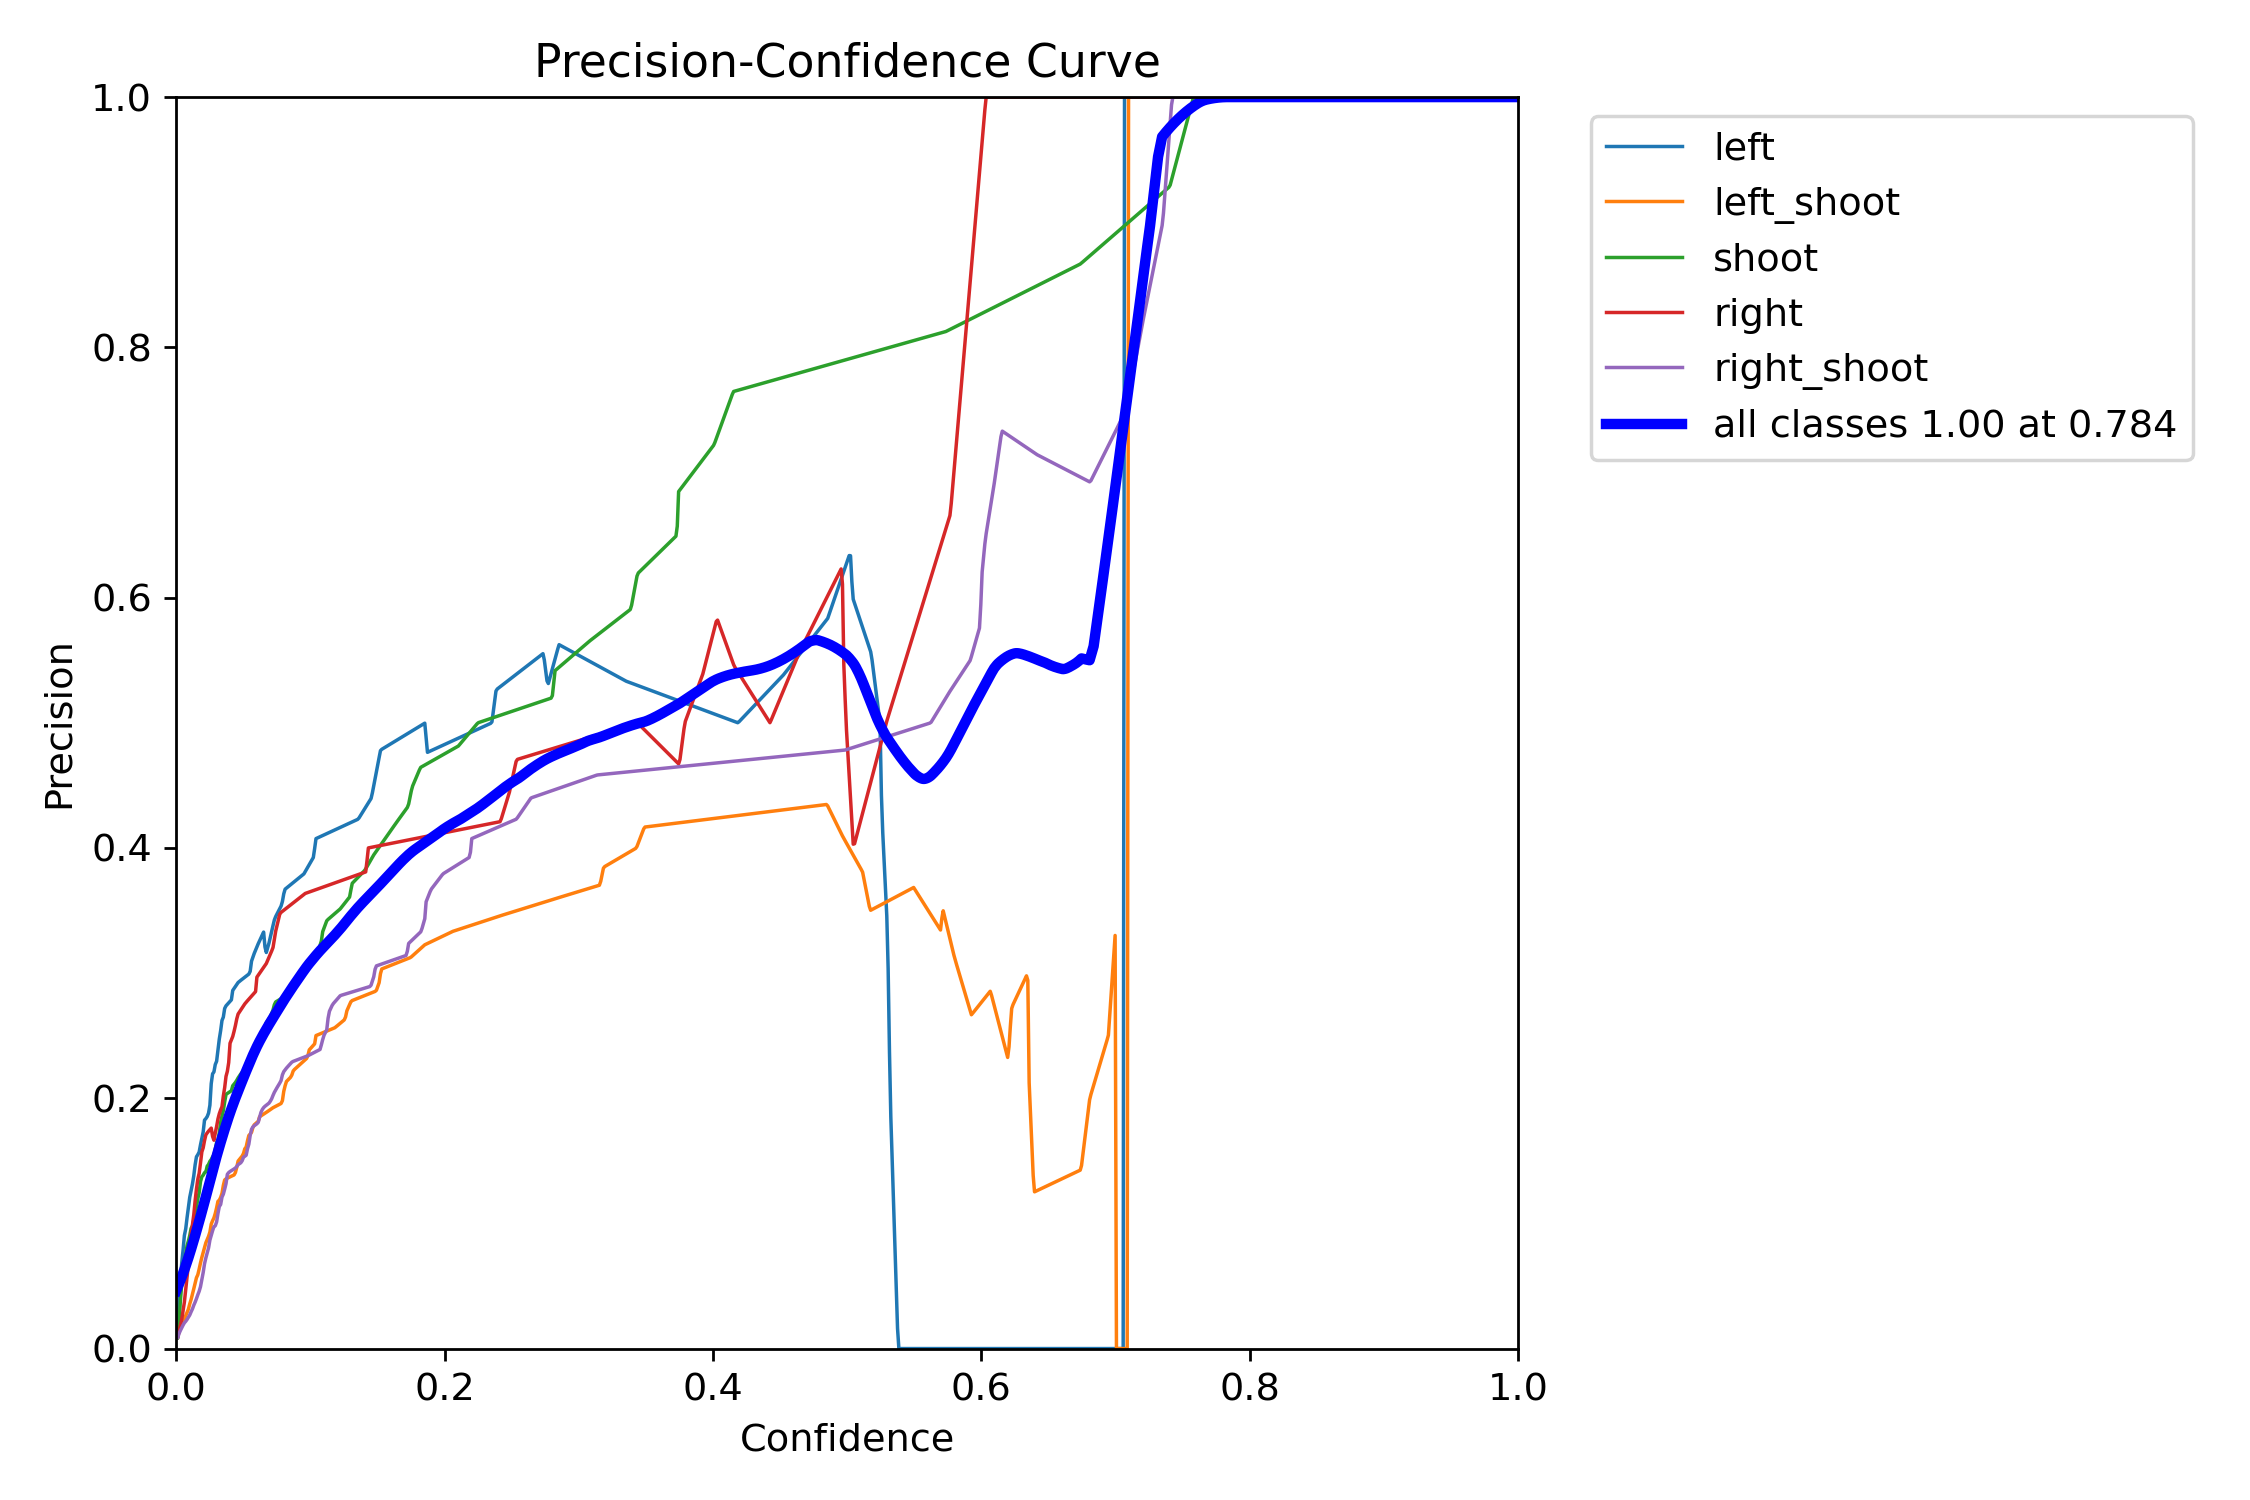 Precision-Confidence Curve
1.0
0.8
0.6
0.4
0.2
0.0
Precision
0.0 0.2 0.4 0.6 0.8 1.0
Confidence
left
left_shoot
shoot
right
right_shoot
all classes 1.00 at 0.784